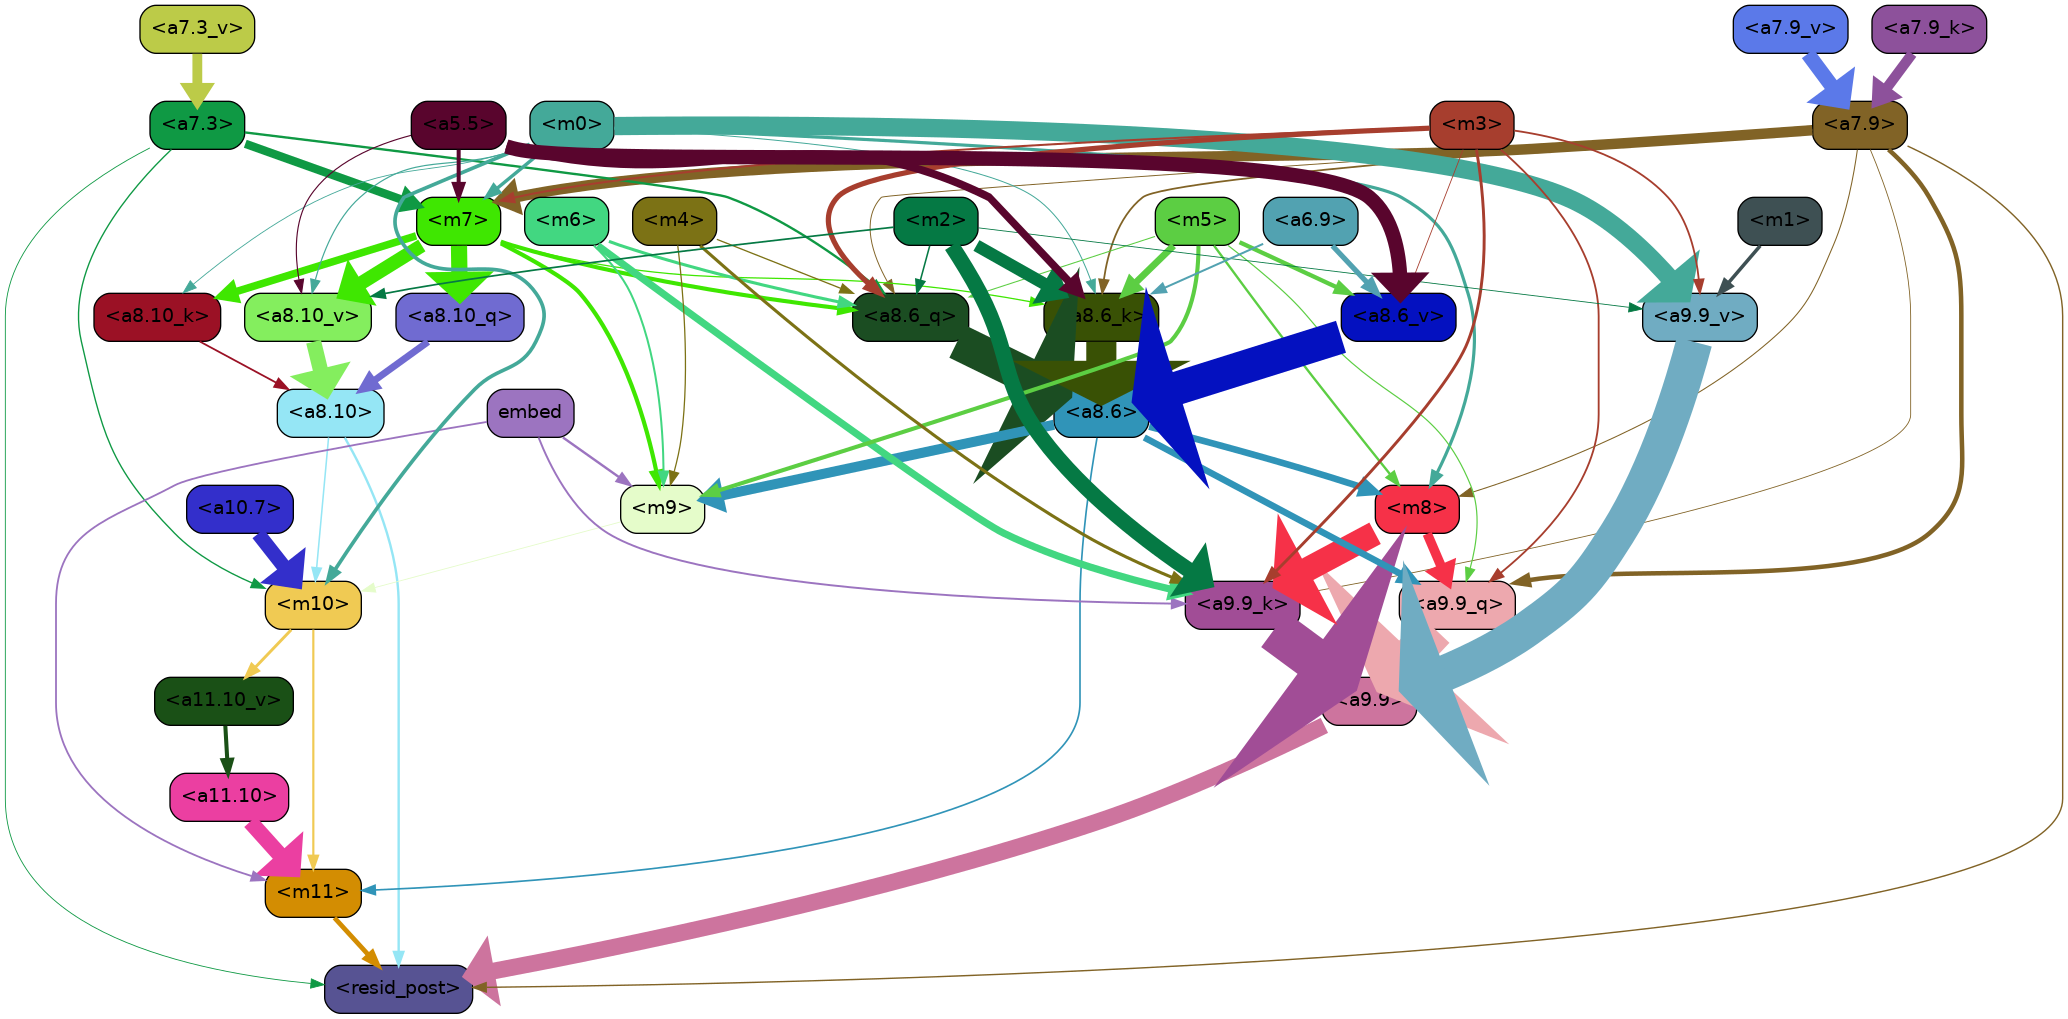 <a7.3_v>
<a7.9_v>
<a7.9_k>
<a7.3>
<a5.5>
<m0>
<m3>
<a7.9>
<m7>
<m6>
<m4>
<m2>
<m5>
<a6.9>
<m1>
<a8.10_k>
<a8.10_v>
<a8.10_q>
<a8.6_q>
<a8.6_k>
<a8.6_v>
<a9.9_v>
<a8.10>
embed
<a8.6>
<a10.7>
<m9>
<m8>
<m10>
<a9.9_k>
<a9.9_q>
<a11.10_v>
<a9.9>
<a11.10>
<m11>
<resid_post>